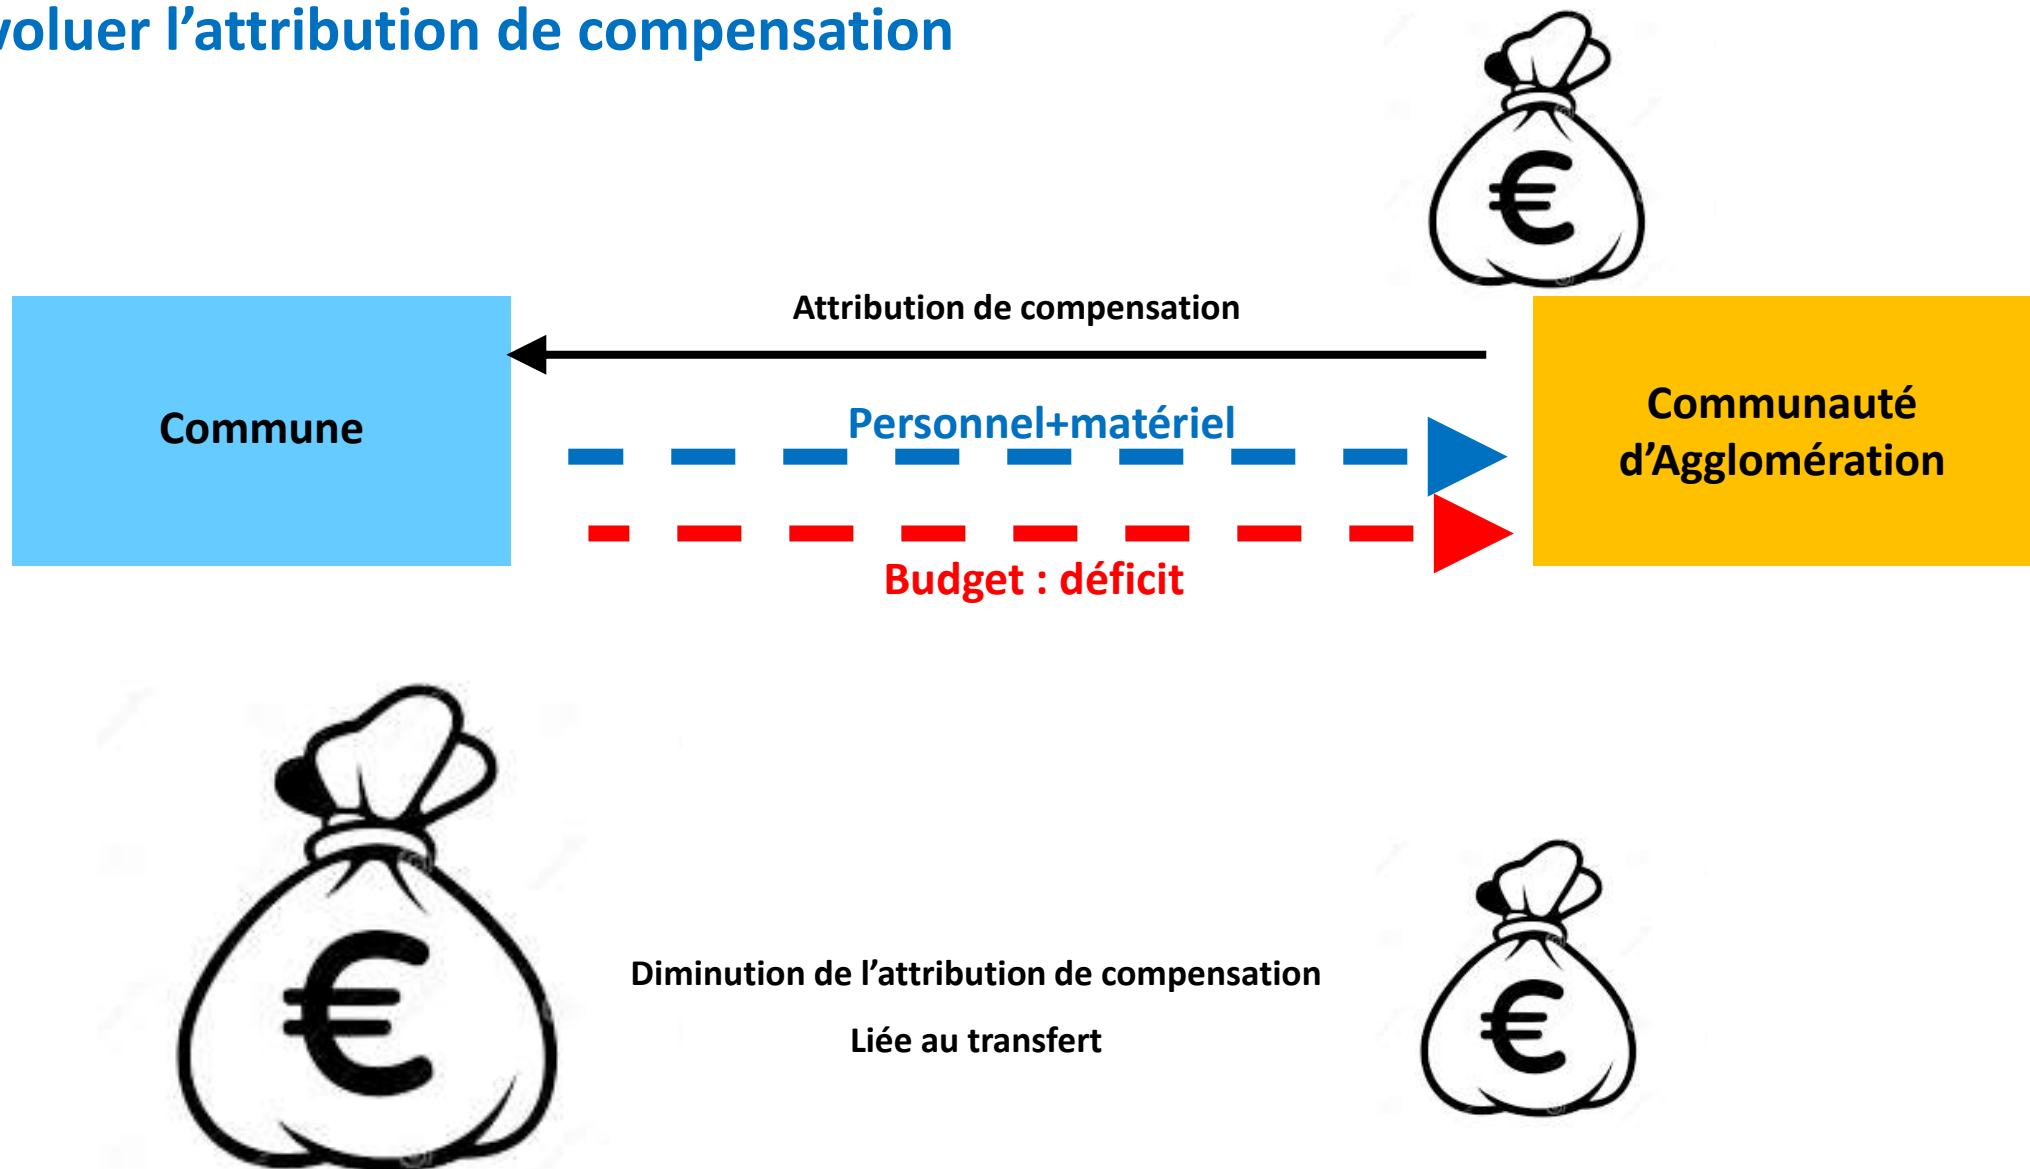 voluer l’attribution de compensation
€
Attribution de compensation
Commune
Personnel+matériel
Communauté
d’Agglomération
Budget : déficit
€
Diminution de l’attribution de compensation
Liée au transfert
€